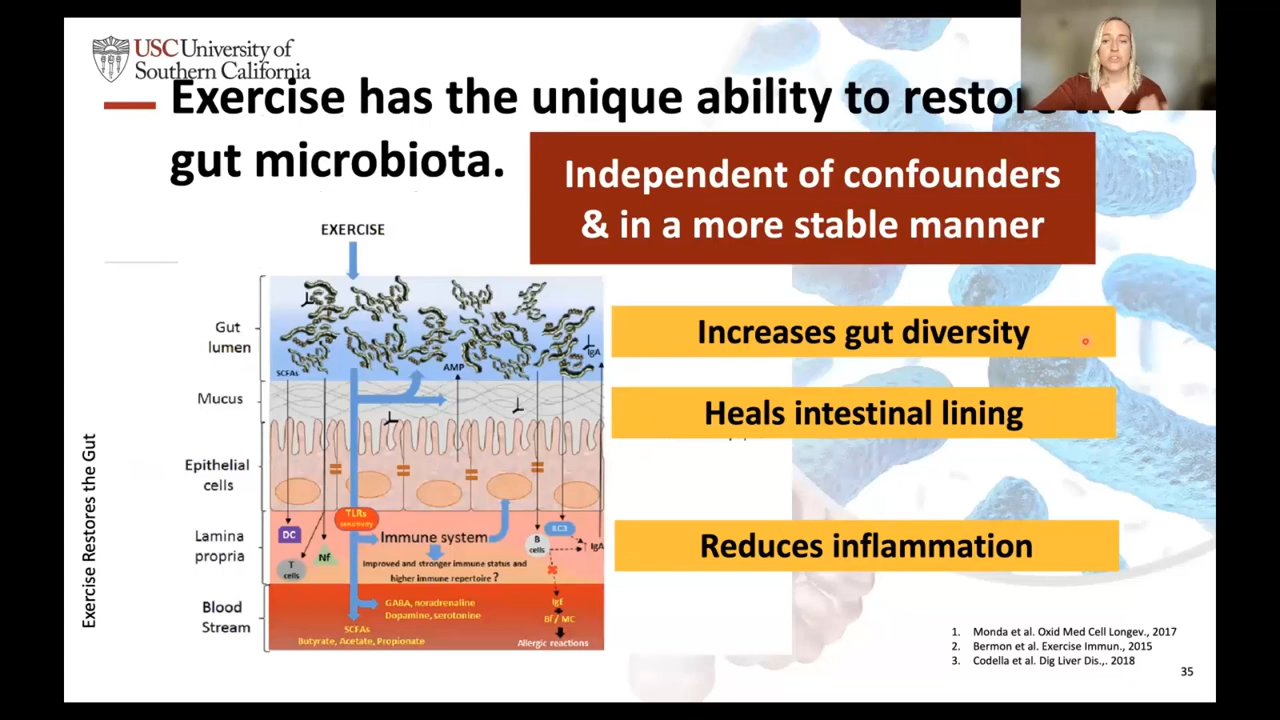 USC University of
Southern California
Exercise has the unique ability to restore the
gut microbiota.
Independent of confounders
& in a more stable manner
EXERCISE
Gut
lumen
SCFAs
AMP
IgA
Mucus
Epithelial
cells
Lamina
propria
TLRs
sensitivity
DC
T
cells
Nf
Immune system
Improved and stronger immune status and
higher immune repertoire ?
B
cells
ILC3
IgA
Blood
Stream
GABA, noradrenaline
Dopamine, serotonine
SCFAs
Butyrate, Acetate, Propionate
IgE
Bf / MC
Allergic reactions
Increases gut diversity
Heals intestinal lining
Reduces inflammation
Exercise Restores the Gut
1. Monda et al. Oxid Med Cell Longev., 2017
2. Bermon et al. Exercise Immun., 2015
3. Codella et al. Dig Liver Dis.,. 2018
35